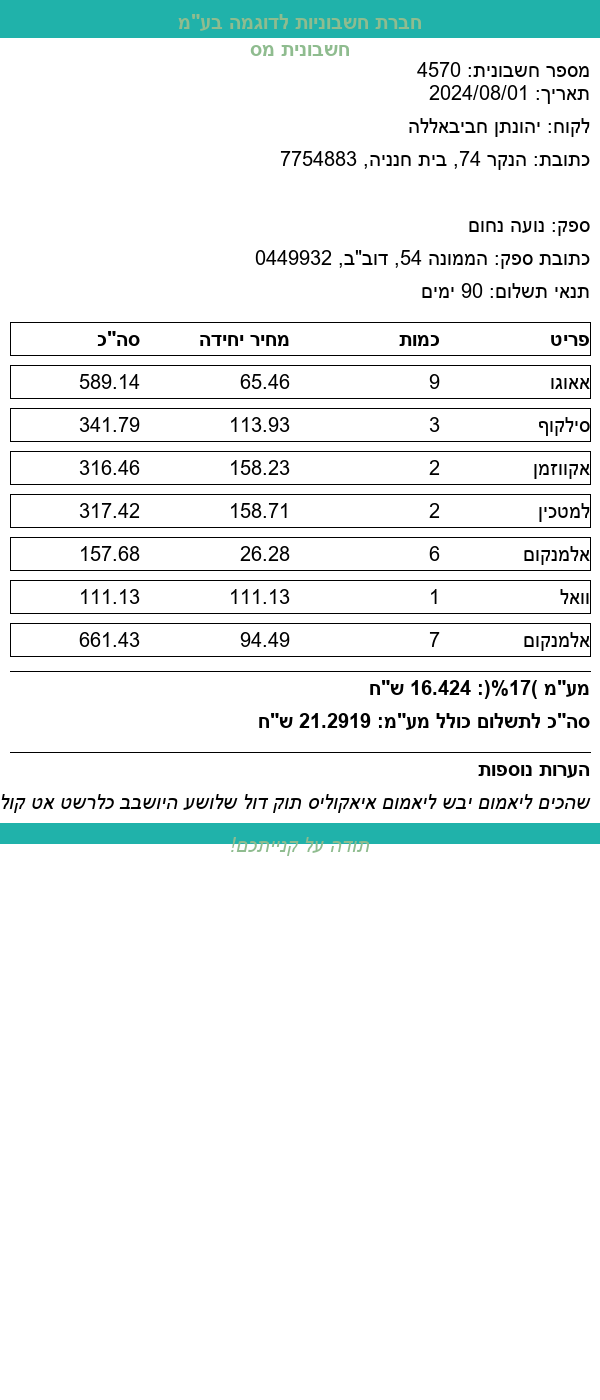 חברת חשבוניות לדוגמה בע"מ
חשבונית מס
מספר חשבונית: 4570
תאריך: 2024/08/01
לקוח: יהונתן חביבאללה
כתובת: הנקר 74, בית חנניה, 7754883
ספק: נועה נחום
כתובת ספק: הממונה 54, דוב"ב, 0449932
תנאי תשלום: 90 ימים
פריט כמות מחיר יחידה סה"כ
אאוגו 9 65.46 589.14
סילקוף 3 113.93 341.79
אקווזמן 2 158.23 316.46
למטכין 2 158.71 317.42
אלמנקום 6 26.28 157.68
וואל 1 111.13 111.13
אלמנקום 7 94.49 661.43
מע"מ )17%(: 16.424 ש"ח
סה"כ לתשלום כולל מע"מ: 21.2919 ש"ח
הערות נוספות
שהכים ליאמום יבש ליאמום איאקוליס תוק דול שלושע היושבב כלרשט אט קול
תודה על קנייתכם!